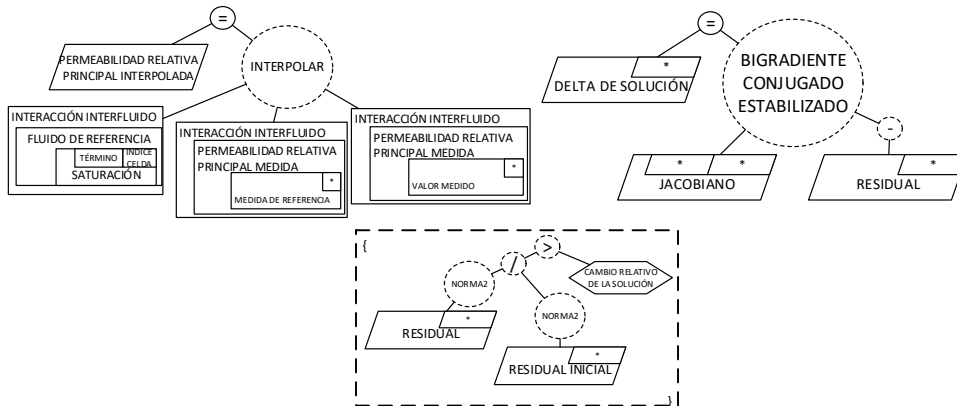 =
PERMEABILIDAD RELATIVA
PRINCIPAL INTERPOLADA
INTERPOLAR
INTERACCIÓN INTERFLUIDO
FLUIDO DE REFERENCIA
TÉRMINO
ÍNDICE
CELDA
SATURACIÓN
INTERACCIÓN INTERFLUIDO
PERMEABILIDAD RELATIVA
PRINCIPAL MEDIDA
*
MEDIDA DE REFERENCIA
INTERACCIÓN INTERFLUIDO
PERMEABILIDAD RELATIVA
PRINCIPAL MEDIDA
*
VALOR MEDIDO
=
*
DELTA DE SOLUCIÓN
BIGRADIENTE
CONJUGADO
ESTABILIZADO
-
* *
JACOBIANO
*
RESIDUAL
{
>
/
NORMA2
CAMBIO RELATIVO
DE LA SOLUCIÓN
*
RESIDUAL
NORMA2
*
RESIDUAL INICIAL
}